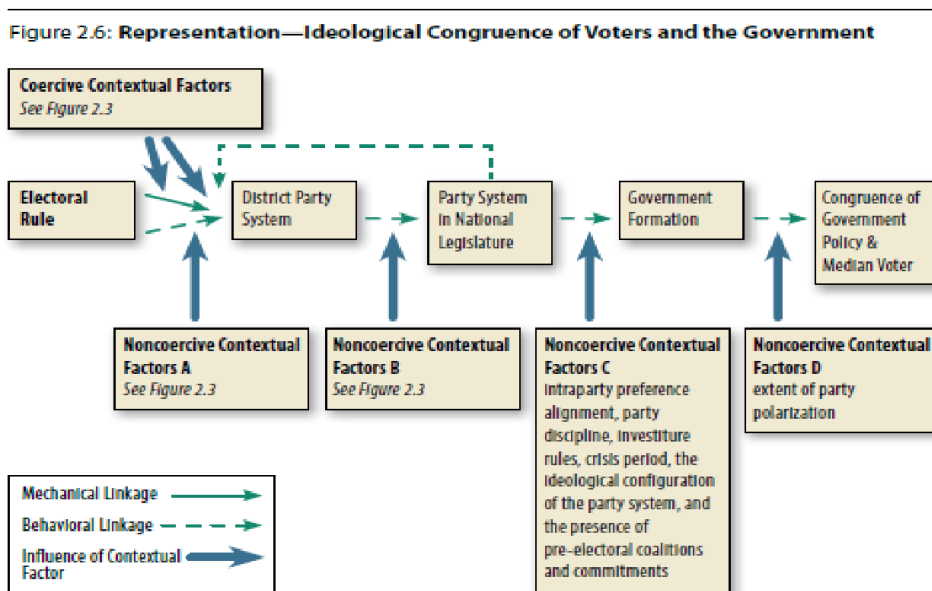 Figure 2.6: Representation—Ideological Congruence of Voters and the Government
Coercive Contextual Factors
See Figure 2.3
Electoral
Rule
District Party
System
Party System
in National
Legislature
Government
Formation
Congruence of
Government
Policy &
Median Voter
Noncoercive Contextual
Factors A
See Figure 2.3
Noncoercive Contextual
Factors B
See Figure 2.3
Noncoercive Contextual
Factors C
intraparty preference
alignment, party
discipline, investiture
rules, crisis period, the
ideological configuration
of the party system, and
the presence of
pre-electoral coalitions
and commitments
Noncoercive Contextual
Factors D
extent of party
polarization
Mechanical Linkage
Behavioral Linkage
Influence of Contextual
Factor